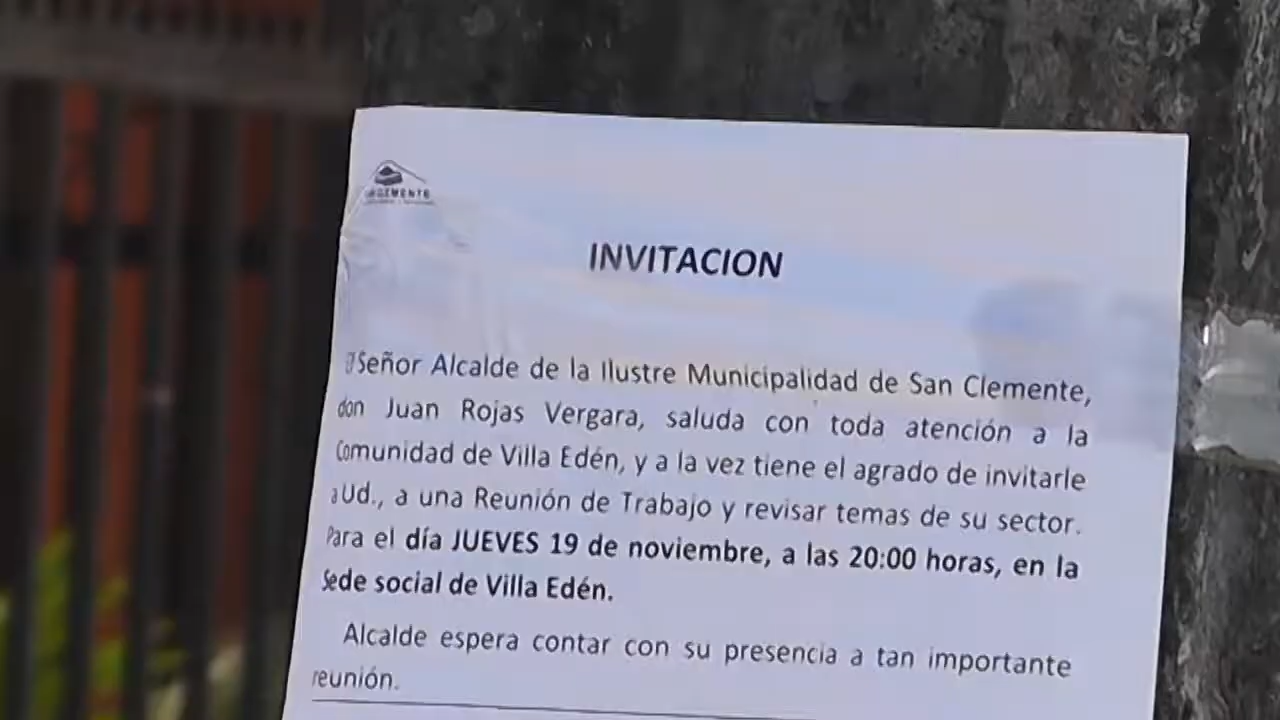 INVITACION
Señor Alcalde de la Ilustre Municipalidad de San Clemente,
don Juan Rojas Vergara, saluda con toda atención a la
Comunidad de Villa Edén, y a la vez tiene el agrado de invitarle
a Ud., a una Reunión de Trabajo y revisar temas de su sector.
Para el día JUEVES 19 de noviembre, a las 20:00 horas, en la
Sede social de Villa Edén.
Alcalde espera contar con su presencia a tan importante
reunión.